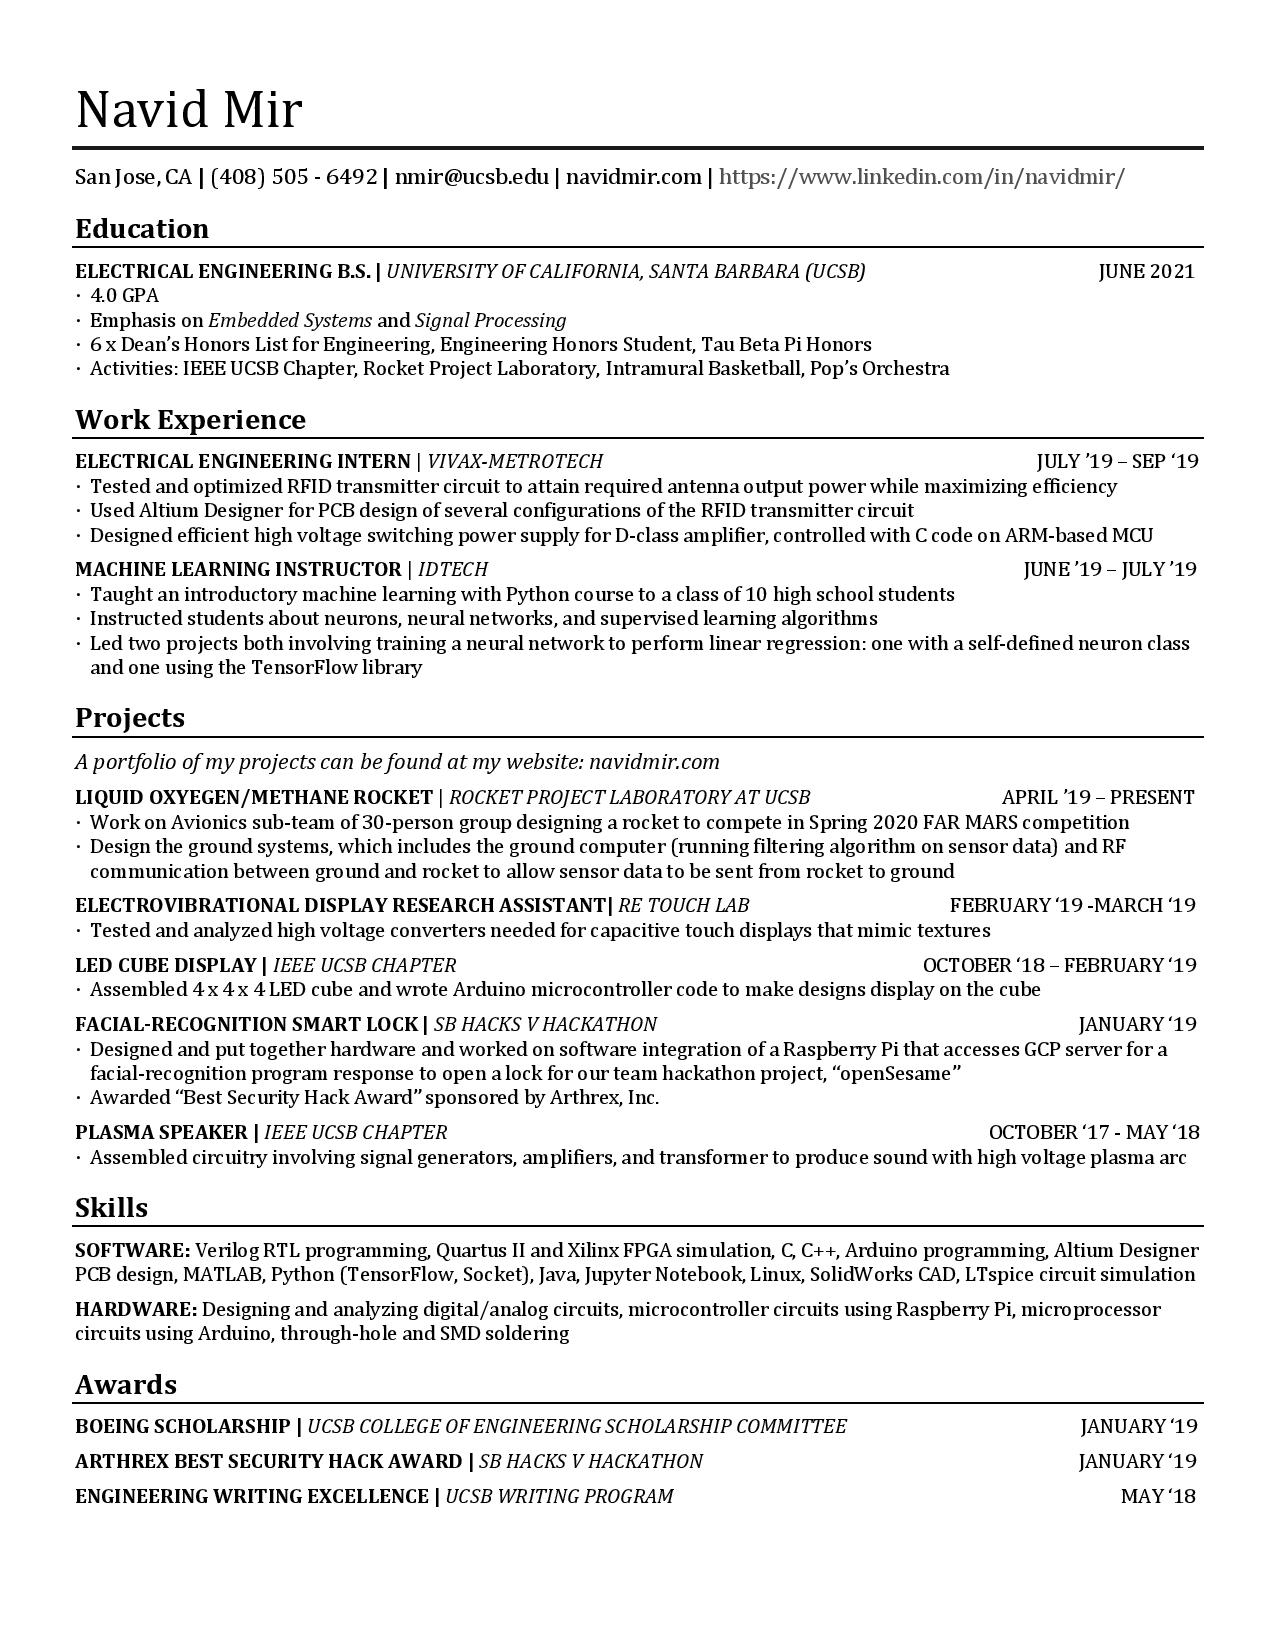 Navid Mir
San Jose, CA | (408) 505 - 6492 | nmir@ucsb.edu | navidmir.com | https://www.linkedin.com/in/navidmir/
Education
ELECTRICAL ENGINEERING B.S. | UNIVERSITY OF CALIFORNIA, SANTA BARBARA (UCSB) JUNE 2021
· 4.0 GPA
· Emphasis on Embedded Systems and Signal Processing
· 6 x Dean’s Honors List for Engineering, Engineering Honors Student, Tau Beta Pi Honors
· Activities: IEEE UCSB Chapter, Rocket Project Laboratory, Intramural Basketball, Pop’s Orchestra
Work Experience
ELECTRICAL ENGINEERING INTERN | VIVAX-METROTECH JULY ’19 – SEP ‘19
· Tested and optimized RFID transmitter circuit to attain required antenna output power while maximizing efficiency
· Used Altium Designer for PCB design of several configurations of the RFID transmitter circuit
· Designed efficient high voltage switching power supply for D-class amplifier, controlled with C code on ARM-based MCU
MACHINE LEARNING INSTRUCTOR | IDTECH JUNE ’19 – JULY ’19
· Taught an introductory machine learning with Python course to a class of 10 high school students
· Instructed students about neurons, neural networks, and supervised learning algorithms
· Led two projects both involving training a neural network to perform linear regression: one with a self-defined neuron class
and one using the TensorFlow library
Projects
A portfolio of my projects can be found at my website: navidmir.com
LIQUID OXYEGEN/METHANE ROCKET | ROCKET PROJECT LABORATORY AT UCSB APRIL ’19 – PRESENT
· Work on Avionics sub-team of 30-person group designing a rocket to compete in Spring 2020 FAR MARS competition
· Design the ground systems, which includes the ground computer (running filtering algorithm on sensor data) and RF
communication between ground and rocket to allow sensor data to be sent from rocket to ground
ELECTROVIBRATIONAL DISPLAY RESEARCH ASSISTANT| RE TOUCH LAB FEBRUARY ‘19 -MARCH ‘19
· Tested and analyzed high voltage converters needed for capacitive touch displays that mimic textures
LED CUBE DISPLAY | IEEE UCSB CHAPTER OCTOBER ‘18 – FEBRUARY ‘19
· Assembled 4 x 4 x 4 LED cube and wrote Arduino microcontroller code to make designs display on the cube
FACIAL-RECOGNITION SMART LOCK | SB HACKS V HACKATHON JANUARY ‘19
· Designed and put together hardware and worked on software integration of a Raspberry Pi that accesses GCP server for a
facial-recognition program response to open a lock for our team hackathon project, “openSesame”
· Awarded “Best Security Hack Award” sponsored by Arthrex, Inc.
PLASMA SPEAKER | IEEE UCSB CHAPTER OCTOBER ‘17 - MAY ‘18
· Assembled circuitry involving signal generators, amplifiers, and transformer to produce sound with high voltage plasma arc
Skills
SOFTWARE: Verilog RTL programming, Quartus II and Xilinx FPGA simulation, C, C++, Arduino programming, Altium Designer
PCB design, MATLAB, Python (TensorFlow, Socket), Java, Jupyter Notebook, Linux, SolidWorks CAD, LTspice circuit simulation
HARDWARE: Designing and analyzing digital/analog circuits, microcontroller circuits using Raspberry Pi, microprocessor
circuits using Arduino, through-hole and SMD soldering
Awards
BOEING SCHOLARSHIP | UCSB COLLEGE OF ENGINEERING SCHOLARSHIP COMMITTEE JANUARY ‘19
ARTHREX BEST SECURITY HACK AWARD | SB HACKS V HACKATHON JANUARY ‘19
ENGINEERING WRITING EXCELLENCE | UCSB WRITING PROGRAM MAY ‘18